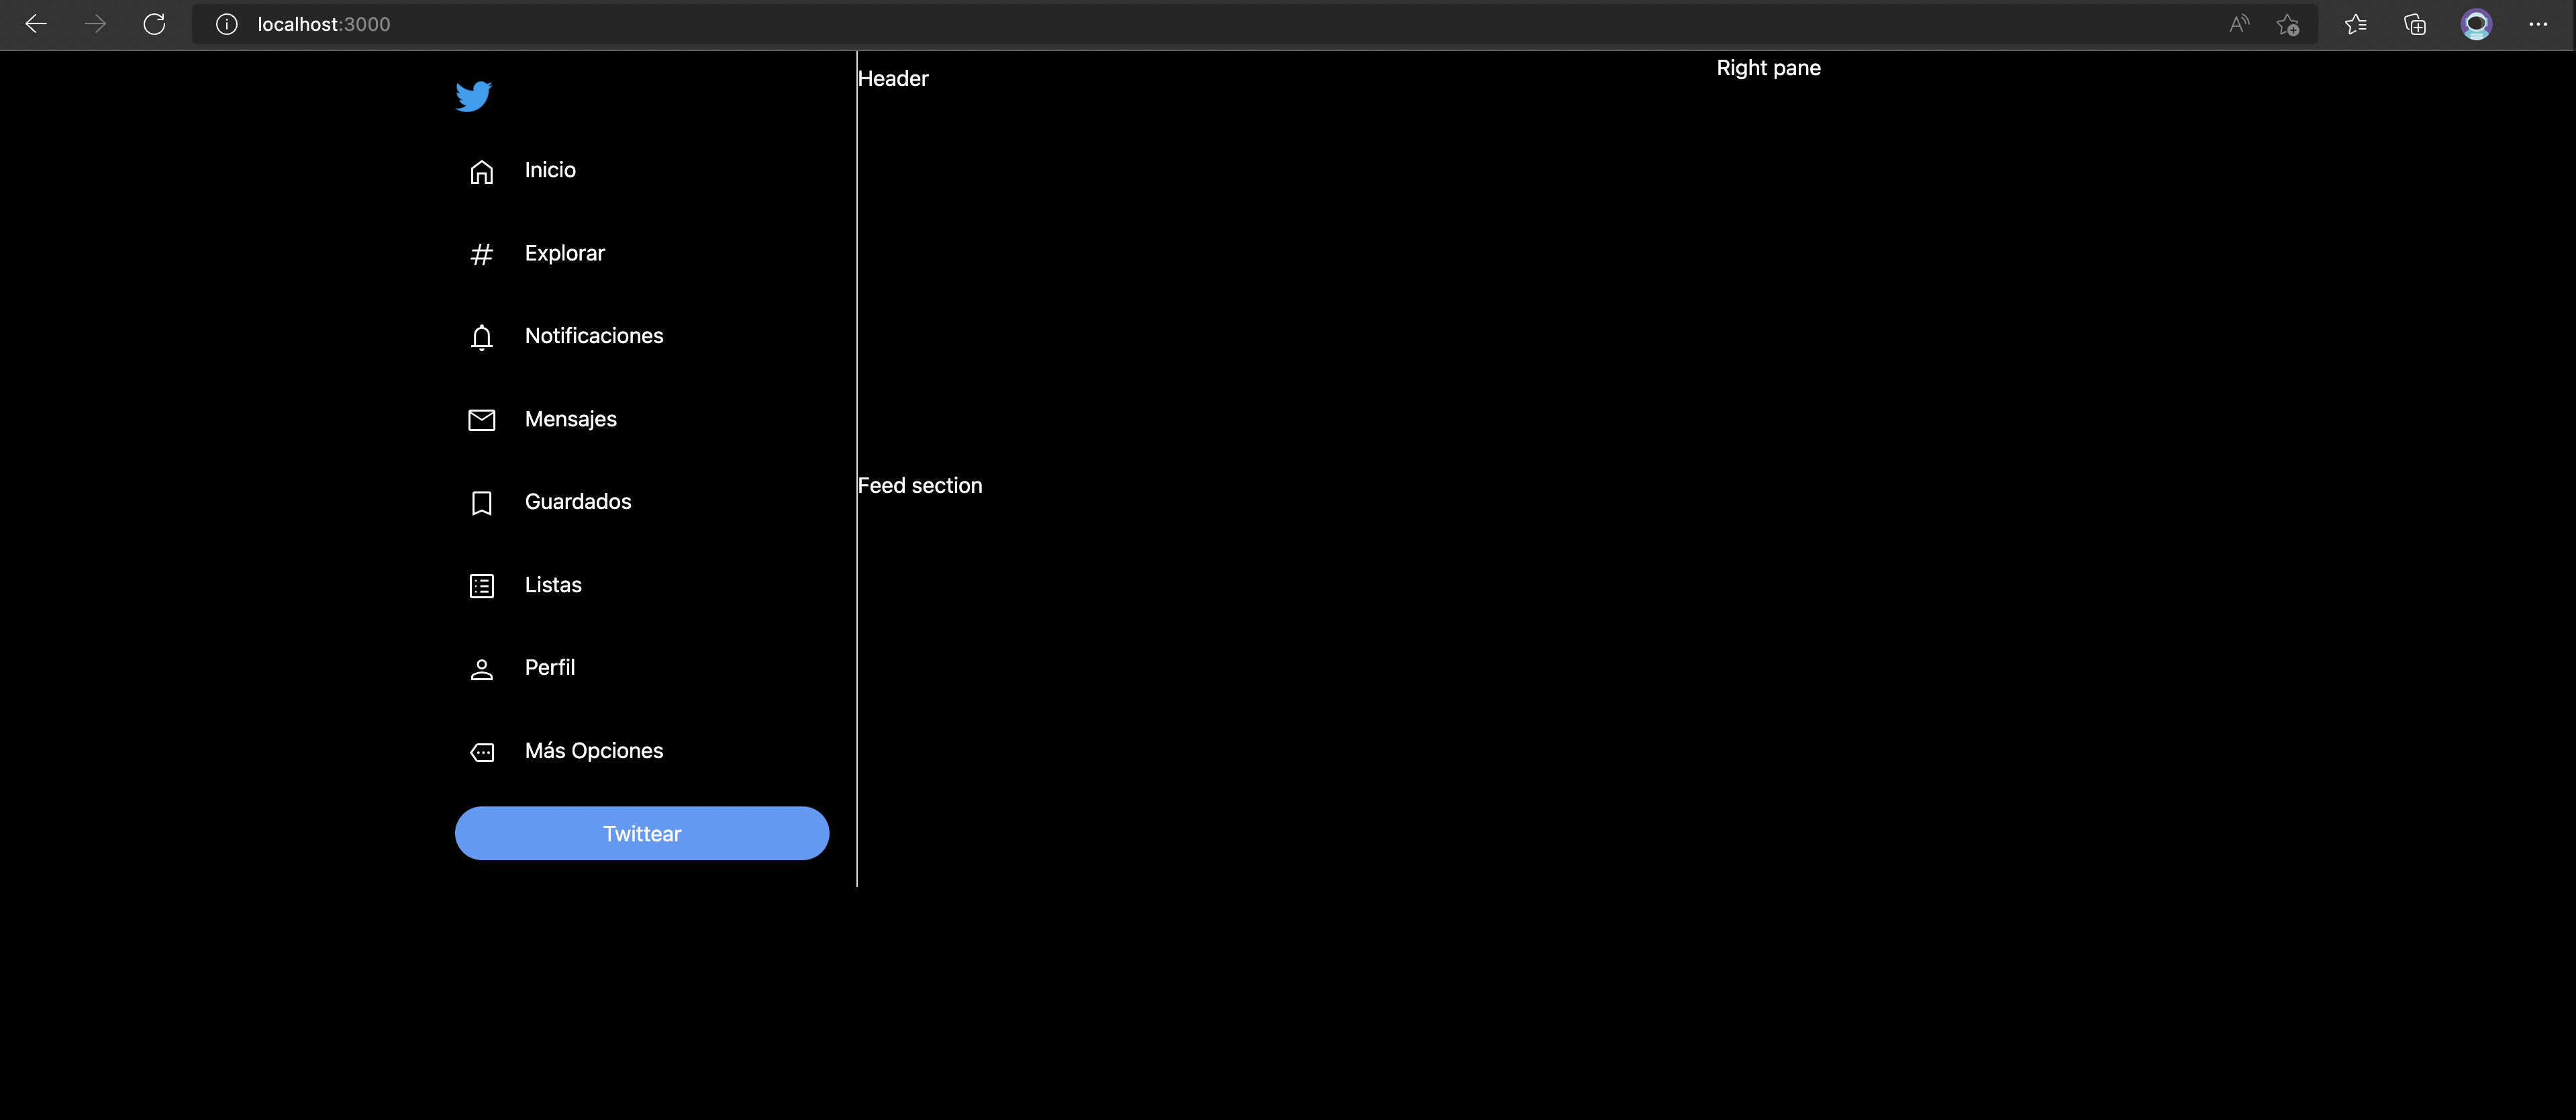 localhost:3000
Inicio
Explorar
Notificaciones
Mensajes
Guardados
Listas
Perfil
Más Opciones
Twittear
Header
Feed section
Right pane